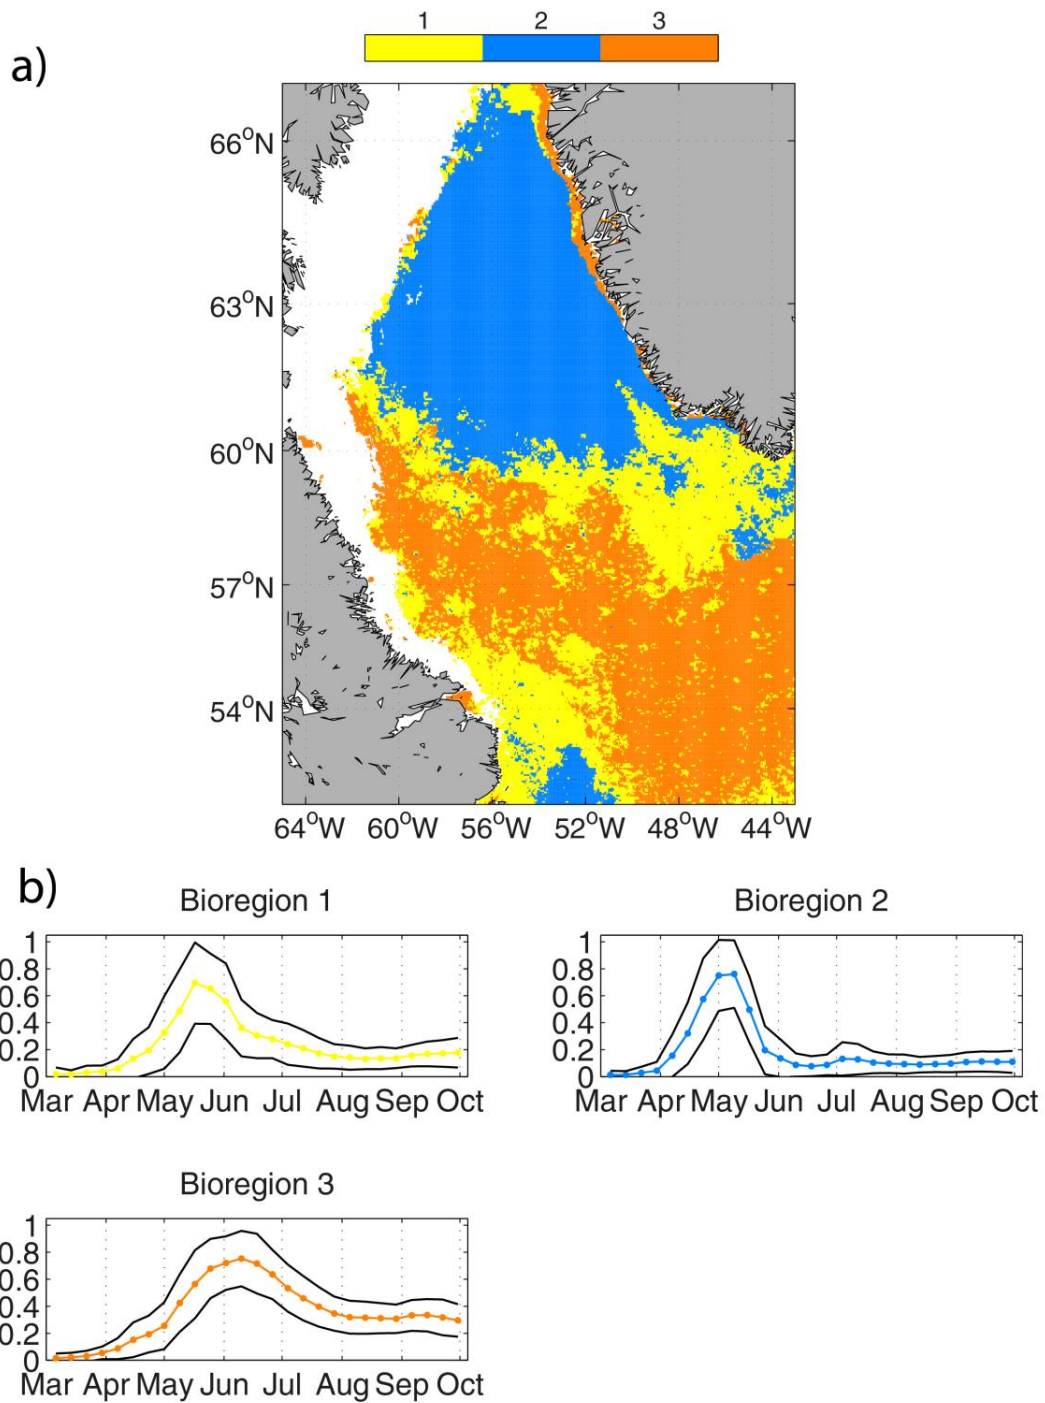 1 2 3
a)
66°N
63°N
60°N
57°N
54°N
64°W 60°W 56°W 52°W 48°W 44°W
b)
Bioregion 1
1
0.8
0.6
0.4
0.2
0
Mar Apr May Jun Jul Aug Sep Oct
Bioregion 2
1
0.8
0.6
0.4
0.2
0
Mar Apr May Jun Jul Aug Sep Oct
Bioregion 3
1
0.8
0.6
0.4
0.2
0
Mar Apr May Jun Jul Aug Sep Oct